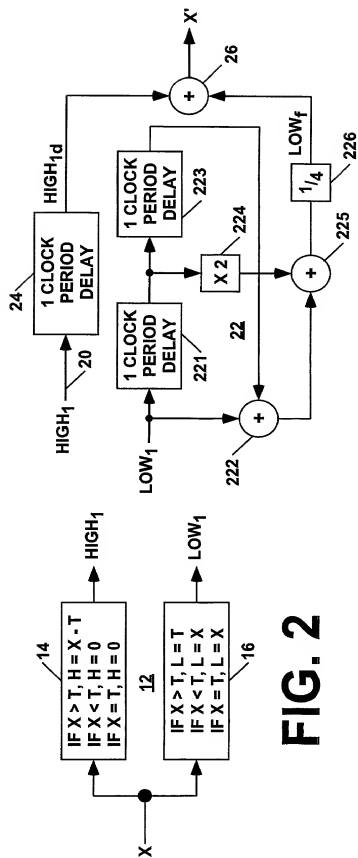 X
14
IF X > T, H = X - T
IF X < T, H = 0
IF X = T, H = 0
HIGH1
12
IF X > T, L = T
IF X < T, L = X
IF X = T, L = X
16
LOW1
FIG. 2
HIGH1
20
24
1 CLOCK
PERIOD
DELAY
HIGH1d
X'
26
+
LOW1
1 CLOCK
PERIOD
DELAY
221
1 CLOCK
PERIOD
DELAY
223
X 2
224
22
+
222
+
225
1/4
226
LOWf